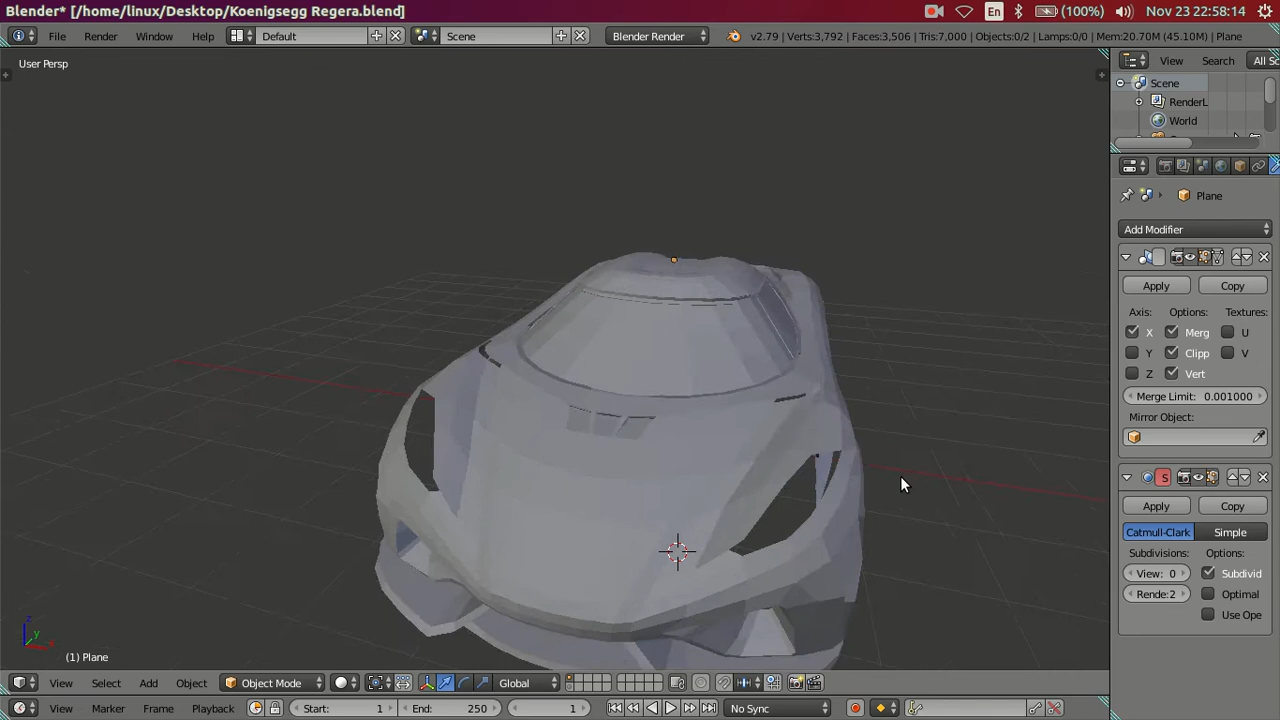 Blender* [/home/linux/Desktop/Koenigsegg Regera.blend] En (100%) Nov 23 22:58:14
File Render Window Help Default Scene Blender Render v2.79 | Verts:3,792 | Faces:3,506 | Tris:7,000 | Objects:0/2 | Lamps:0/0 | Mem:20.70M (45.10M) | Plane
User Persp
View Search All Sc
Scene
RenderL
World
Plane
Add Modifier
Apply Copy
Axis: Options: Textures:
X Merg U
Y Clipp V
Z Vert
Merge Limit: 0.001000
Mirror Object:
S
Apply Copy
Catmull-Clark Simple
Subdivisions: Options:
View: 0 Subdivid
Rende:2 Optimal
Use Ope
z y x
(1) Plane
View Select Add Object Object Mode Global
View Marker Frame Playback Start: 1 End: 250 1 No Sync